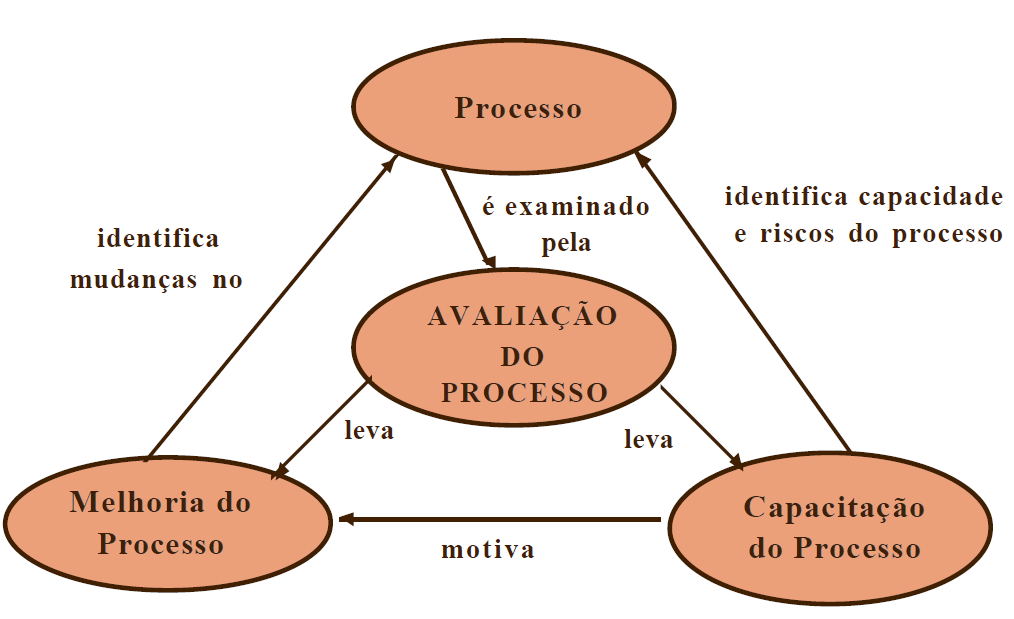 Processo
é examinado
pela
identifica capacidade
e riscos do processo
identifica
mudanças no
AVALIAÇÃO
DO
PROCESSO
leva
leva
Melhoria do
Processo
motiva
Capacitação
do Processo